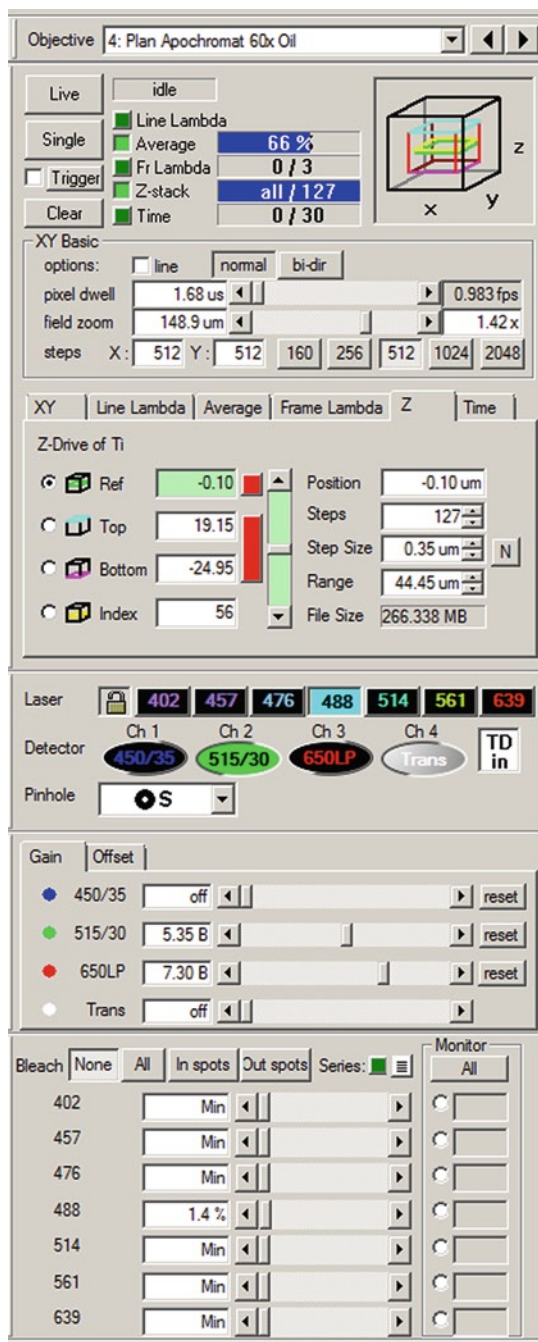 Objective 4: Plan Apochromat 60x Oil
Live idle
Line Lambda
Single Average 66 %
Fr Lambda 0 / 3
Trigger Z-stack all / 127
Clear Time 0 / 30
z
x y
XY Basic
options: line normal bi-dir
pixel dwell 1.68 us 0.983 fps
field zoom 148.9 um 1.42 x
steps X : 512 Y : 512 160 256 512 1024 2048
XY Line Lambda Average Frame Lambda Z Time
Z-Drive of Ti
Ref -0.10 Position -0.10 um
Top 19.15 Steps 127
Bottom -24.95 Step Size 0.35 um N
Range 44.45 um
Index 56 File Size 266.338 MB
Laser 402 457 476 488 514 561 639
Ch 1 Ch 2 Ch 3 Ch 4
Detector 450/35 515/30 650LP Trans TD in
Pinhole S
Gain Offset
450/35 off reset
515/30 5.35 B reset
650LP 7.30 B reset
Trans off
Monitor
Bleach None All In spots Out spots Series: All
402 Min
457 Min
476 Min
488 1.4 %
514 Min
561 Min
639 Min